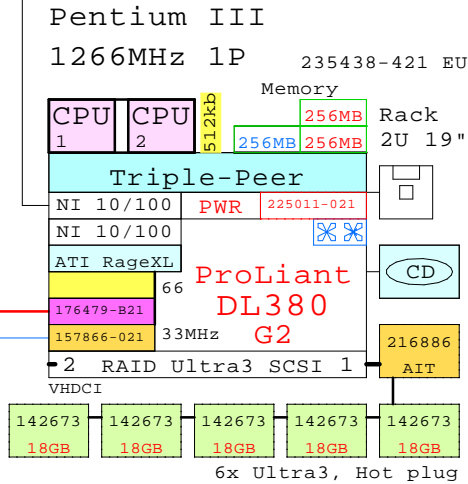 Pentium III
1266MHz 1P
235438-421 EU
Memory
CPU
1
CPU
2
512kb
256MB
256MB
256MB
Rack
2U 19"
Triple-Peer
NI 10/100
PWR
225011-021
NI 10/100
ATI RageXL
66
176479-B21
157866-021
33MHz
ProLiant
DL380
G2
CD
216886
AIT
2 RAID Ultra3 SCSI 1
VHDCI
142673
18GB
142673
18GB
142673
18GB
142673
18GB
142673
18GB
6x Ultra3, Hot plug